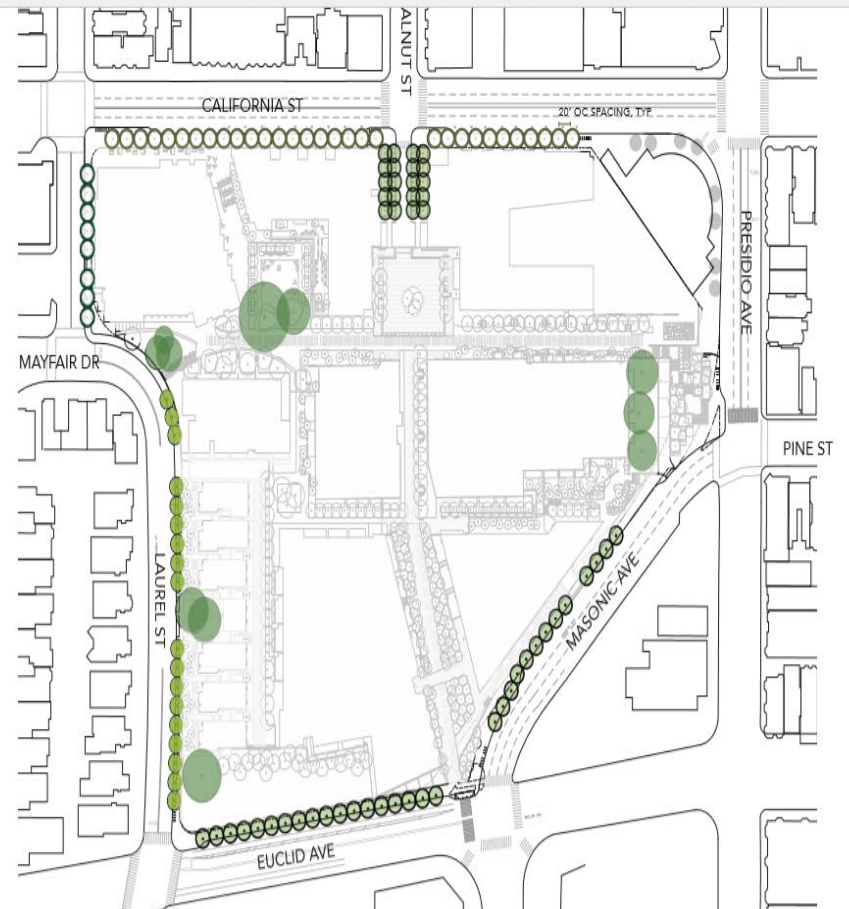 ALNUT ST
CALIFORNIA ST
20' OC SPACING, TYP
PRESIDIO AVE
MAYFAIR DR
PINE ST
LAUREL ST
MASONIC AVE
EUCLID AVE